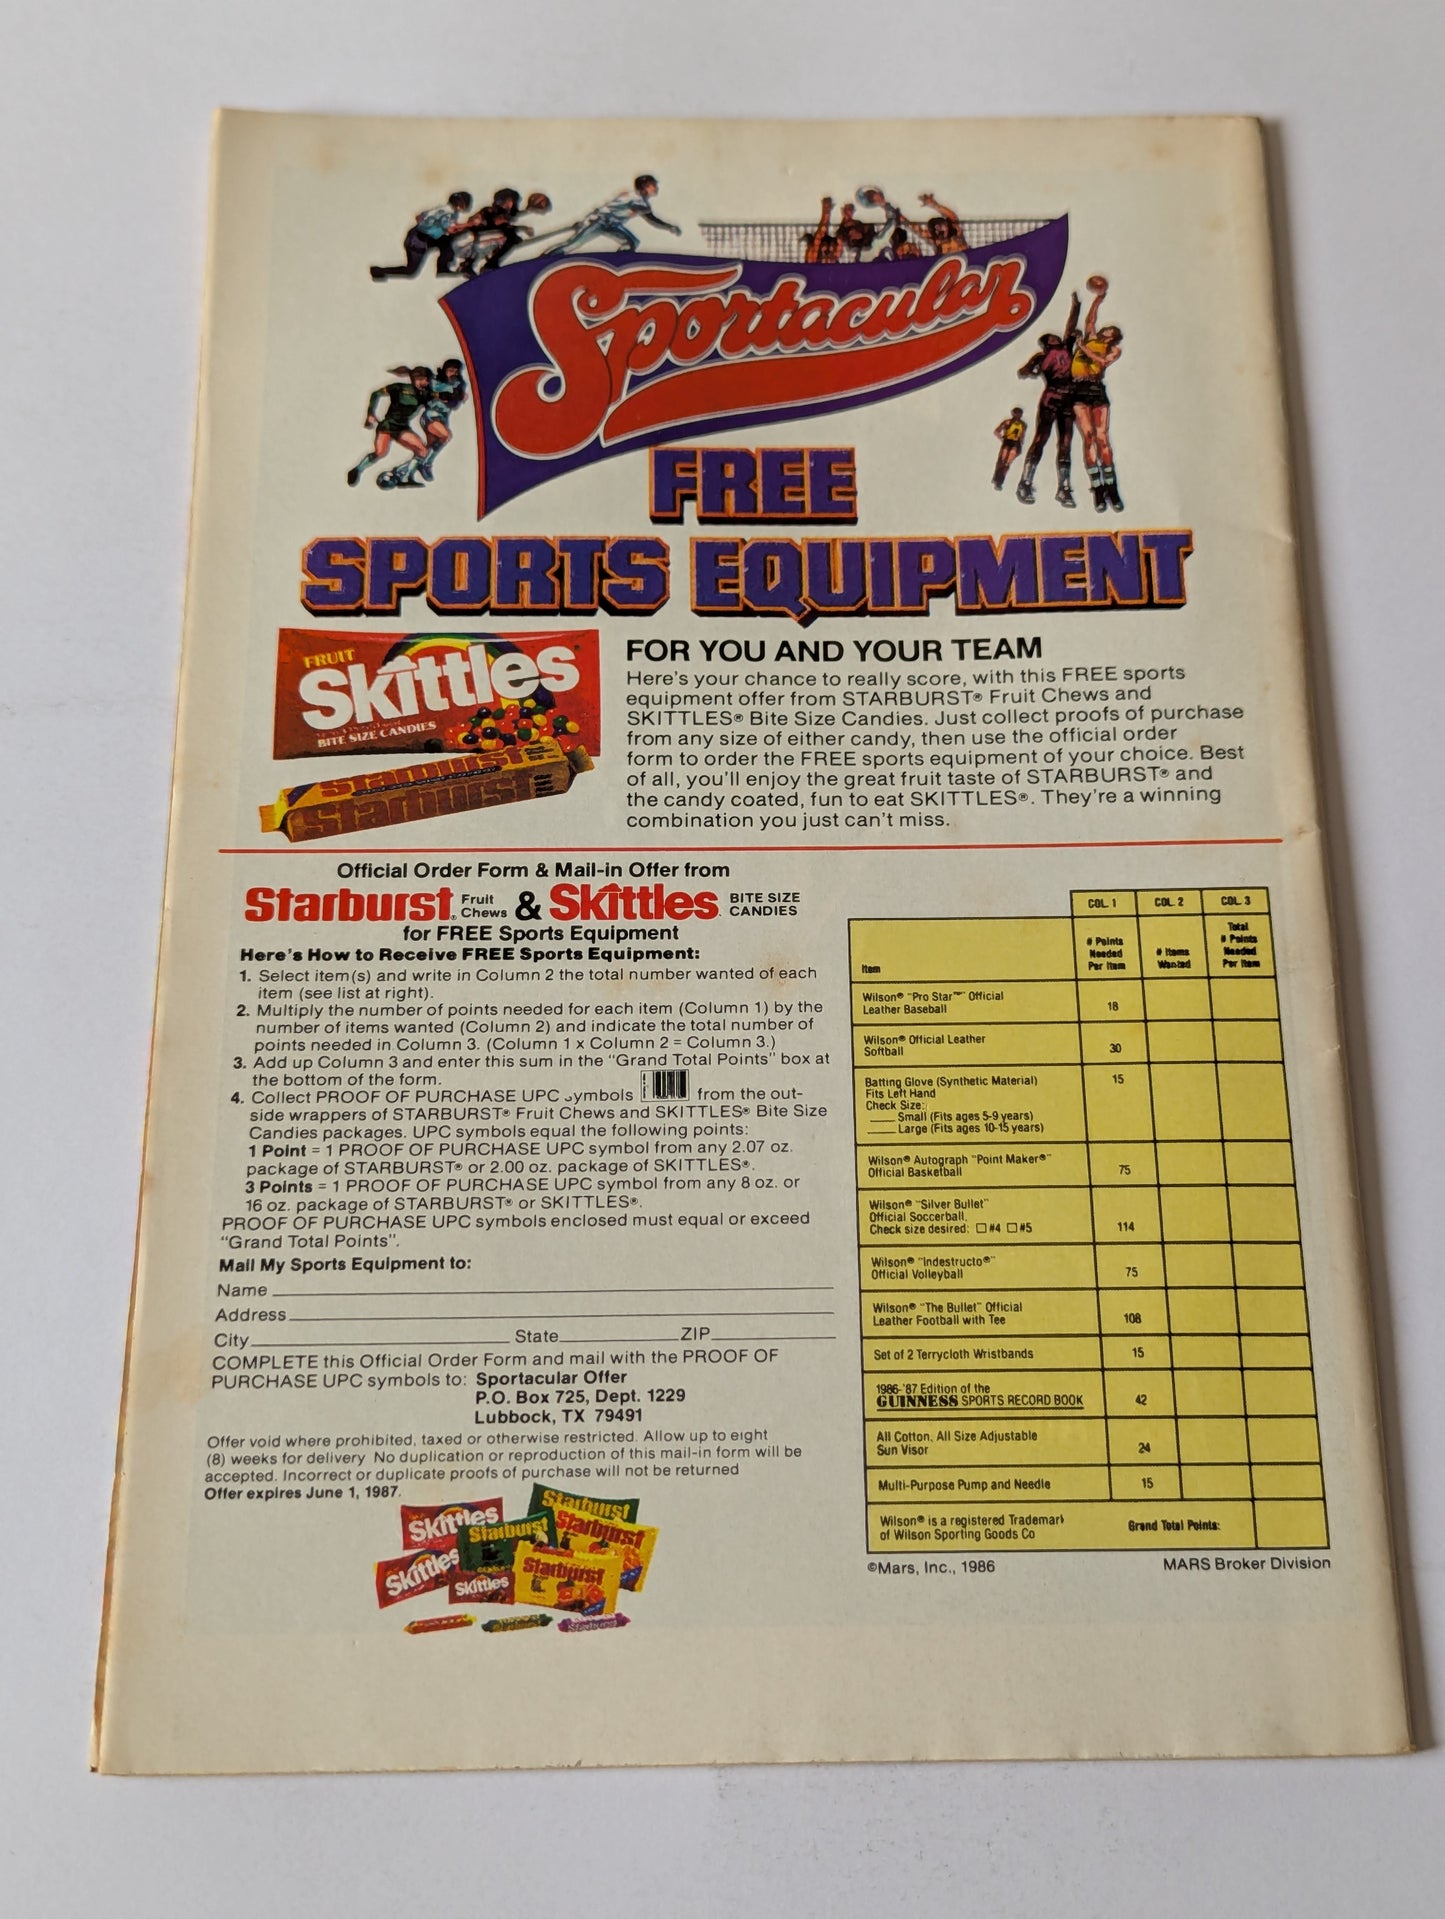 Sportacular
FREE
SPORTS EQUIPMENT
FRUIT
Skittles
BITE SIZE CANDIES
Starburst
Starburst
FOR YOU AND YOUR TEAM
Here's your chance to really score, with this FREE sports
equipment offer from STARBURST® Fruit Chews and
SKITTLES® Bite Size Candies. Just collect proofs of purchase
from any size of either candy, then use the official order
form to order the FREE sports equipment of your choice. Best
of all, you'll enjoy the great fruit taste of STARBURST® and
the candy coated, fun to eat SKITTLES®. They're a winning
combination you just can't miss.
Official Order Form & Mail-in Offer from
Starburst® Fruit Chews & Skittles BITE SIZE CANDIES
for FREE Sports Equipment
Here's How to Receive FREE Sports Equipment:
1. Select item(s) and write in Column 2 the total number wanted of each
item (see list at right).
2. Multiply the number of points needed for each item (Column 1) by the
number of items wanted (Column 2) and indicate the total number of
points needed in Column 3. (Column 1 x Column 2 = Column 3.)
3. Add up Column 3 and enter this sum in the "Grand Total Points" box at
the bottom of the form.
4. Collect PROOF OF PURCHASE UPC symbols from the out-
side wrappers of STARBURST® Fruit Chews and SKITTLES® Bite Size
Candies packages. UPC symbols equal the following points:
1 Point = 1 PROOF OF PURCHASE UPC symbol from any 2.07 oz.
package of STARBURST® or 2.00 oz. package of SKITTLES®.
3 Points = 1 PROOF OF PURCHASE UPC symbol from any 8 oz. or
16 oz. package of STARBURST® or SKITTLES®.
PROOF OF PURCHASE UPC symbols enclosed must equal or exceed
"Grand Total Points".
Mail My Sports Equipment to:
Name
Address
City State ZIP
COMPLETE this Official Order Form and mail with the PROOF OF
PURCHASE UPC symbols to: Sportacular Offer
P.O. Box 725, Dept. 1229
Lubbock, TX 79491
Offer void where prohibited, taxed or otherwise restricted. Allow up to eight
(8) weeks for delivery No duplication or reproduction of this mail-in form will be
accepted. Incorrect or duplicate proofs of purchase will not be returned
Offer expires June 1, 1987.
Skittles
Starburst
Starburst
Starburst
Skittles
Skittles
Starburst
COL. 1 COL. 2 COL. 3
Item
# Points
Needed
Per Item
# Items
Wanted
Total
# Points
Needed
Per Item
Wilson® "Pro Star™" Official
Leather Baseball 18
Wilson® Official Leather
Softball 30
Batting Glove (Synthetic Material) 15
Fits Left Hand
Check Size:
Small (Fits ages 5-9 years)
Large (Fits ages 10-15 years)
Wilson® Autograph "Point Maker®"
Official Basketball 75
Wilson® "Silver Bullet"
Official Soccerball.
Check size desired: ☐ #4 ☐ #5 114
Wilson® "Indestructo®"
Official Volleyball 75
Wilson® "The Bullet" Official
Leather Football with Tee 108
Set of 2 Terrycloth Wristbands 15
1986-'87 Edition of the
GUINNESS SPORTS RECORD BOOK 42
All Cotton, All Size Adjustable
Sun Visor 24
Multi-Purpose Pump and Needle 15
Wilson® is a registered Trademark
of Wilson Sporting Goods Co
Grand Total Points:
©Mars, Inc., 1986 MARS Broker Division